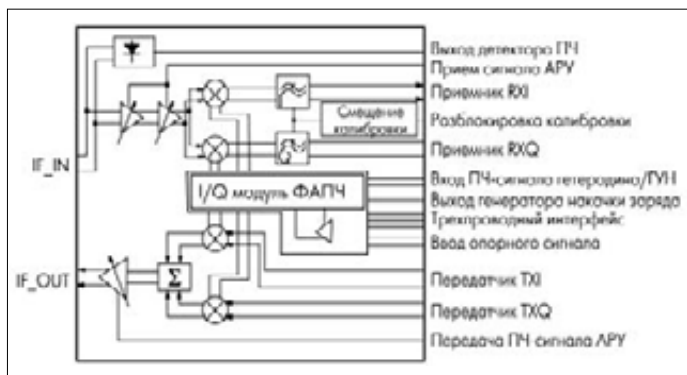 Выход детектора ПЧ
Прием сигнала АРУ
Приемник RXI
Смещение
калибровки
Разблокировка калибровки
Приемник RXQ
IF_IN
I/Q модуль ФАПЧ
Вход ПЧ-сигнала гетеродина/ГУН
Выход генератора накачки заряда
Трехпроводный интерфейс
Ввод опорного сигнала
IF_OUT
Σ
Передатчик TXI
Передатчик TXQ
Передача ПЧ сигнала АРУ